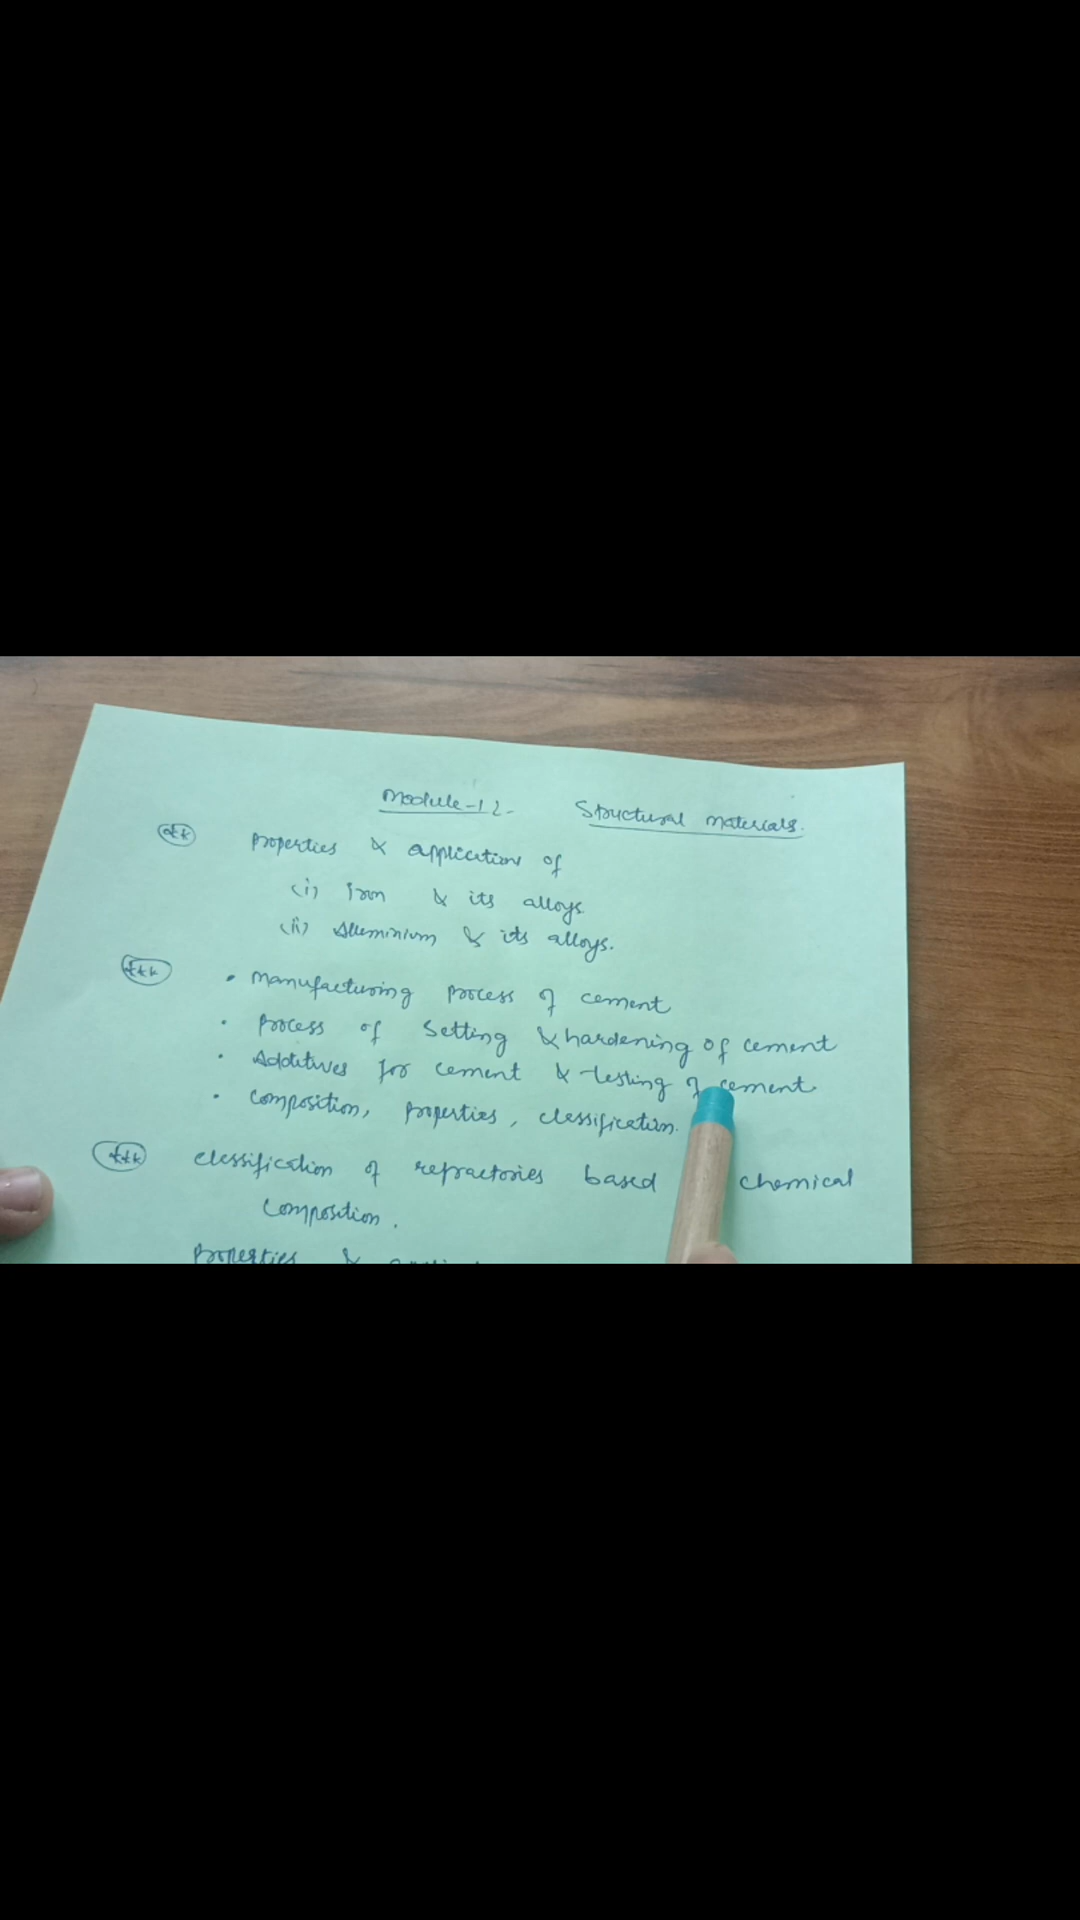 Module-12- Structural materials.
** Properties & application of
(i) Iron & its alloys.
(ii) Aluminium & its alloys.
*** • Manufacturing process of cement
• Process of setting & hardening of cement
• Additives for cement & testing of cement
• Composition, properties, classification.
*** Classification of refractories based chemical
composition.
Properties &